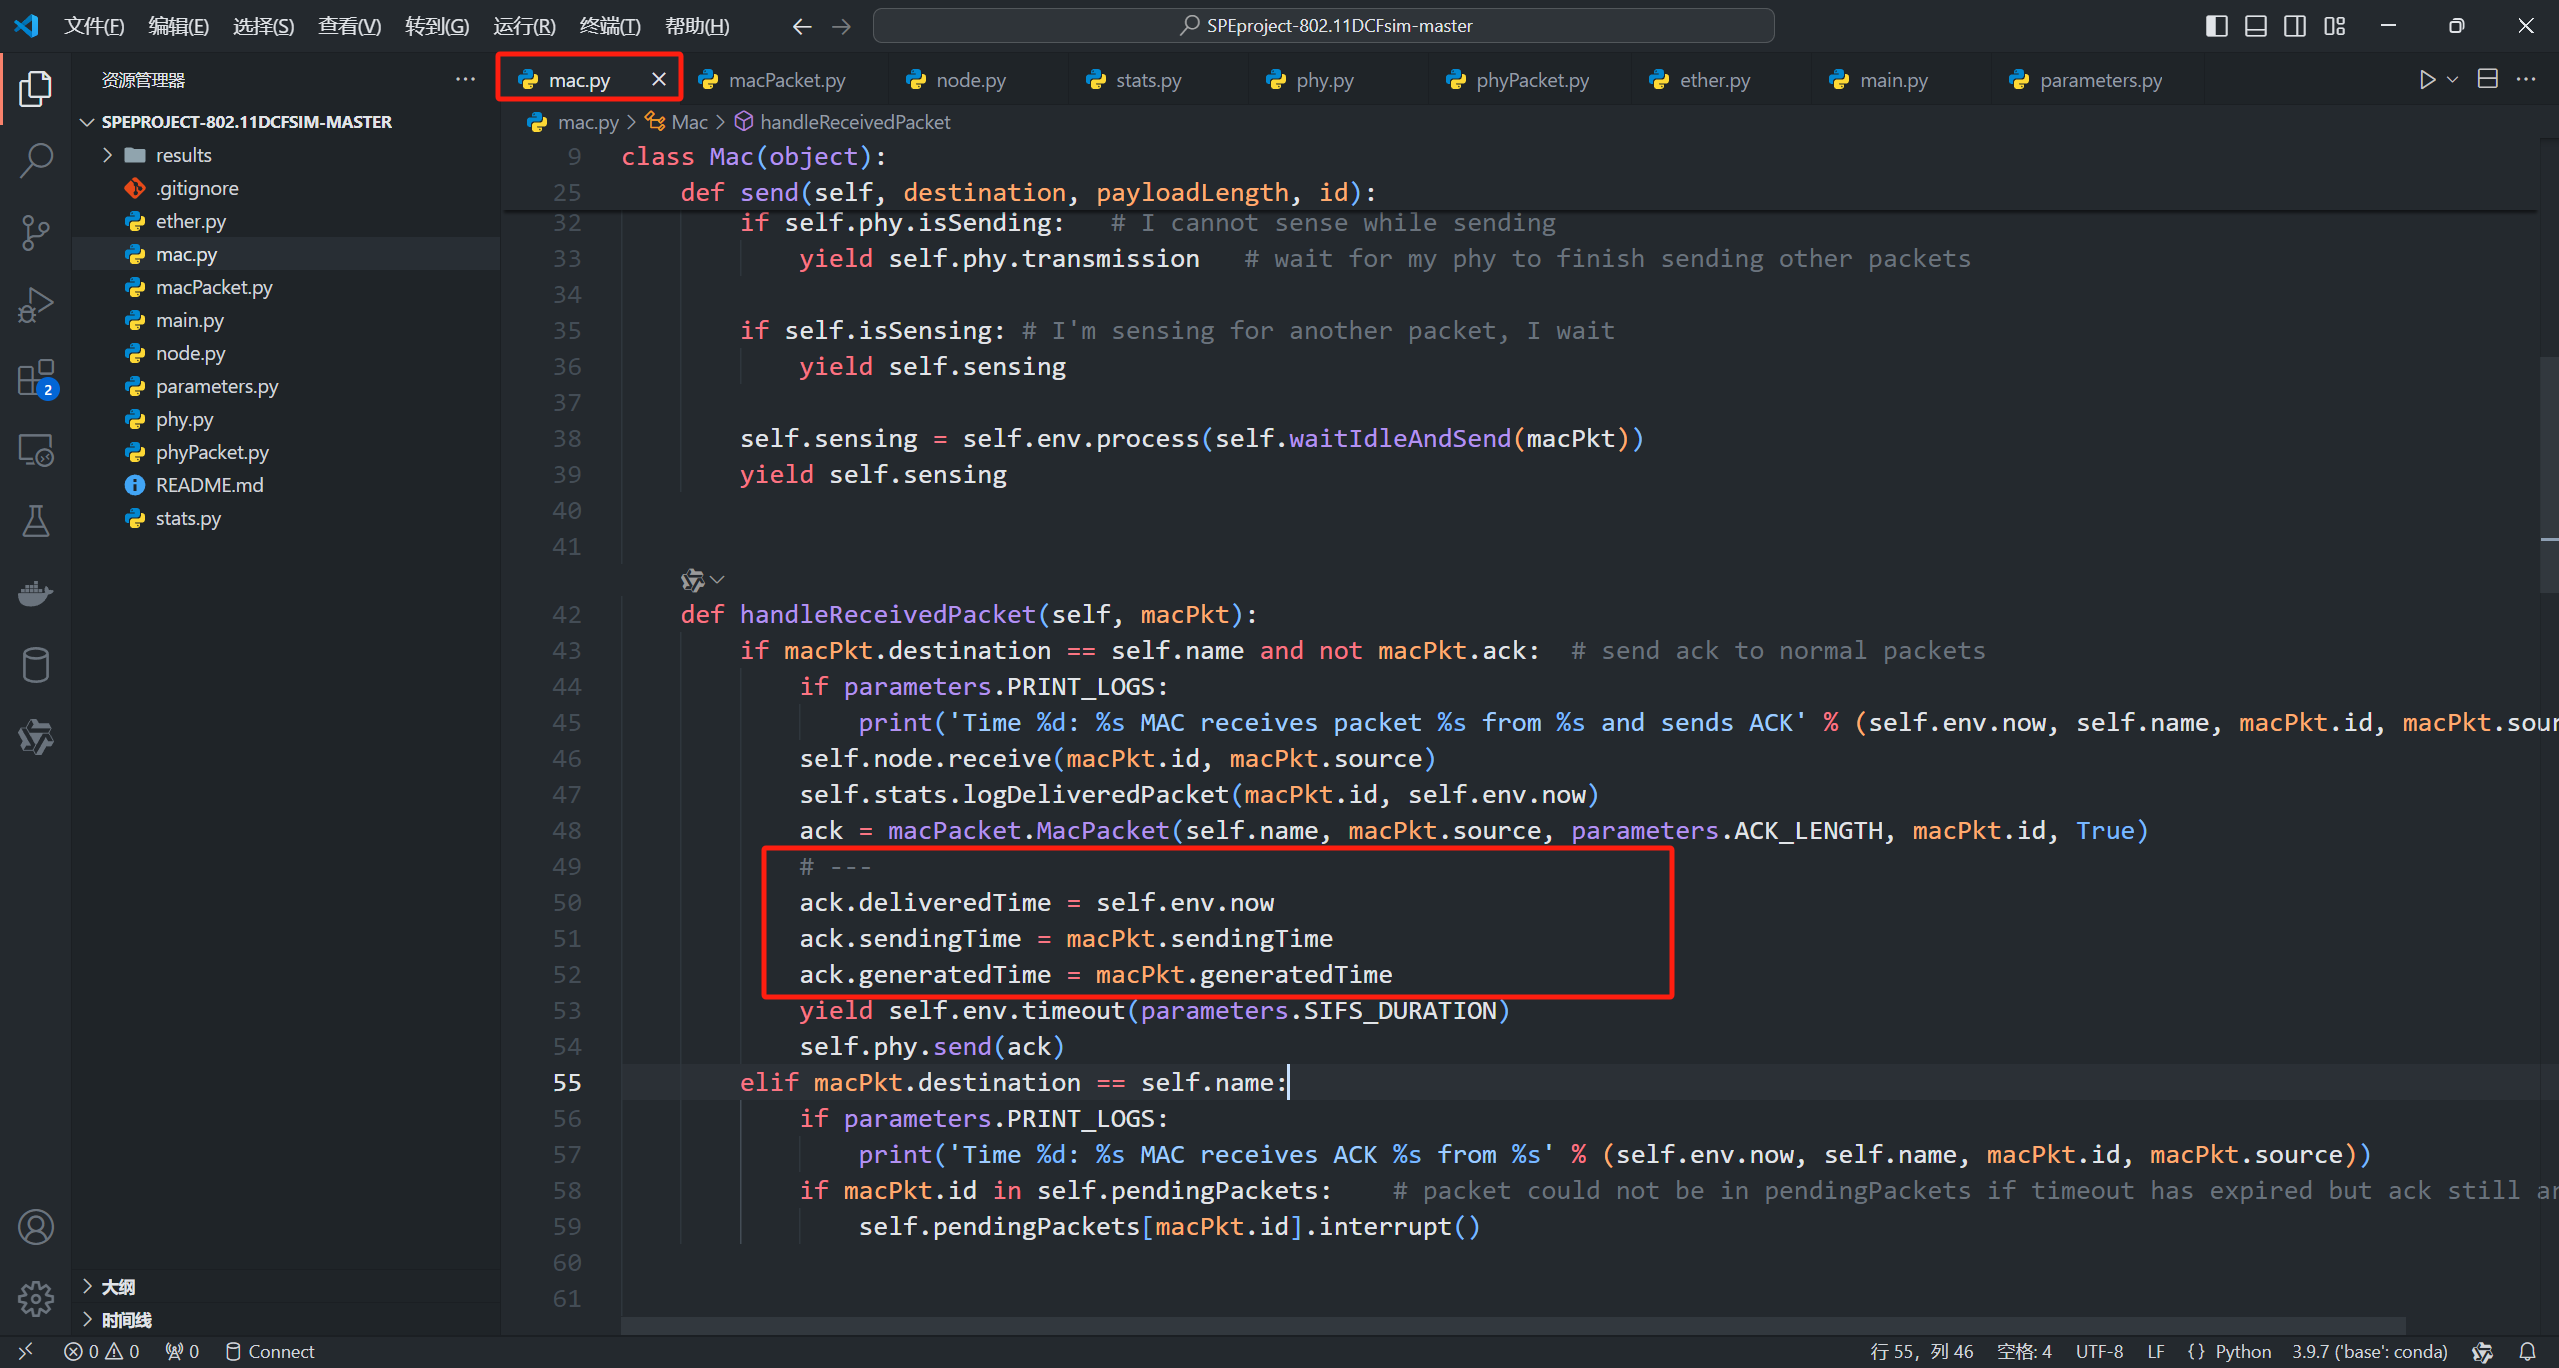 文件(F) 编辑(E) 选择(S) 查看(V) 转到(G) 运行(R) 终端(T) 帮助(H)
SPEproject-802.11DCFsim-master
资源管理器
SPEPROJECT-802.11DCFSIM-MASTER
results
.gitignore
ether.py
mac.py
macPacket.py
main.py
node.py
parameters.py
phy.py
phyPacket.py
README.md
stats.py
大纲
时间线
2
mac.py macPacket.py node.py stats.py phy.py phyPacket.py ether.py main.py parameters.py
mac.py > Mac > handleReceivedPacket
9 class Mac(object):
25 def send(self, destination, payloadLength, id):
32 if self.phy.isSending: # I cannot sense while sending
33 yield self.phy.transmission # wait for my phy to finish sending other packets
34
35 if self.isSensing: # I'm sensing for another packet, I wait
36 yield self.sensing
37
38 self.sensing = self.env.process(self.waitIdleAndSend(macPkt))
39 yield self.sensing
40
41
42 def handleReceivedPacket(self, macPkt):
43 if macPkt.destination == self.name and not macPkt.ack: # send ack to normal packets
44 if parameters.PRINT_LOGS:
45 print('Time %d: %s MAC receives packet %s from %s and sends ACK' % (self.env.now, self.name, macPkt.id, macPkt.sour
46 self.node.receive(macPkt.id, macPkt.source)
47 self.stats.logDeliveredPacket(macPkt.id, self.env.now)
48 ack = macPacket.MacPacket(self.name, macPkt.source, parameters.ACK_LENGTH, macPkt.id, True)
49 # ---
50 ack.deliveredTime = self.env.now
51 ack.sendingTime = macPkt.sendingTime
52 ack.generatedTime = macPkt.generatedTime
53 yield self.env.timeout(parameters.SIFS_DURATION)
54 self.phy.send(ack)
55 elif macPkt.destination == self.name:
56 if parameters.PRINT_LOGS:
57 print('Time %d: %s MAC receives ACK %s from %s' % (self.env.now, self.name, macPkt.id, macPkt.source))
58 if macPkt.id in self.pendingPackets: # packet could not be in pendingPackets if timeout has expired but ack still ar
59 self.pendingPackets[macPkt.id].interrupt()
60
61
0 0 0 Connect 行 55，列 46 空格: 4 UTF-8 LF {} Python 3.9.7 ('base': conda)